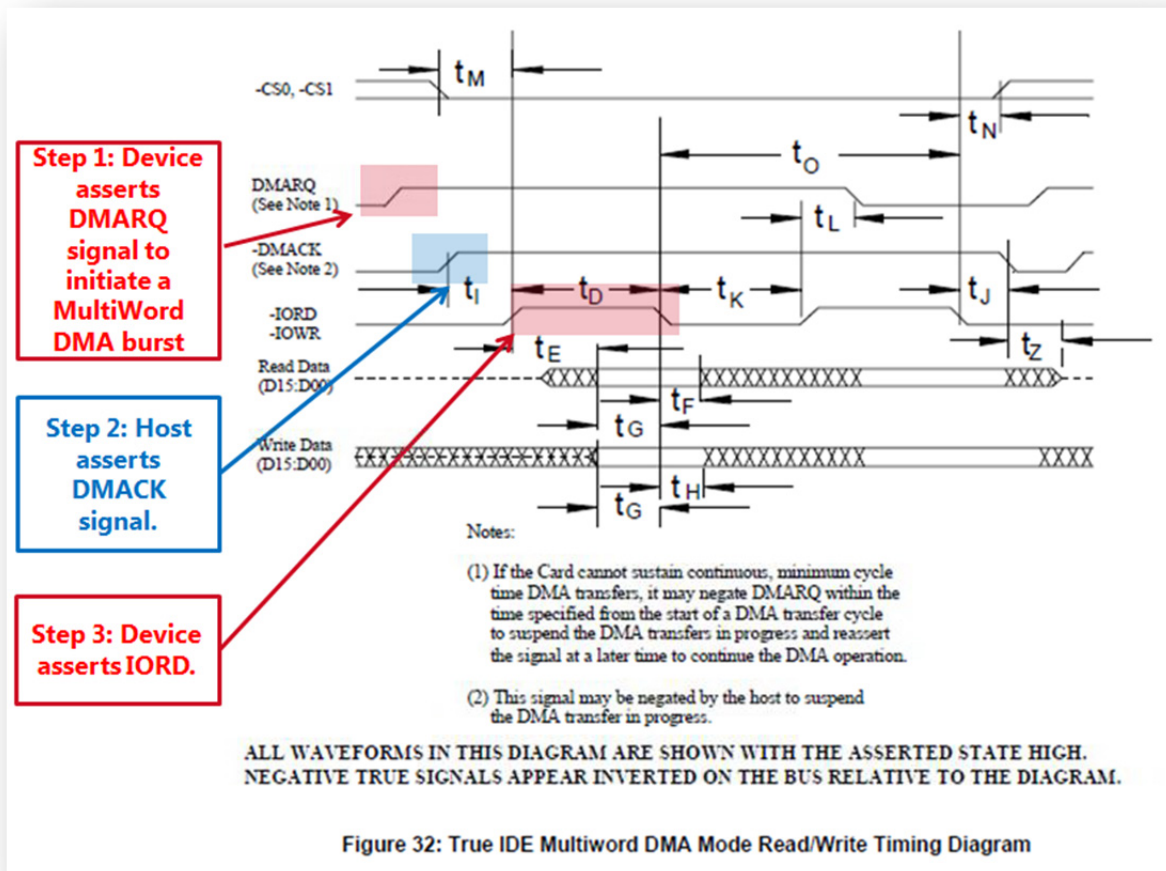 -CS0, -CS1
tM
tN
tO
Step 1: Device
asserts
DMARQ
signal to
initiate a
MultiWord
DMA burst
DMARQ
(See Note 1)
tL
-DMACK
(See Note 2)
tI
tD
tK
tJ
-IORD
-IOWR
tE
tZ
Read Data
(D15:D00)
tF
tG
Step 2: Host
asserts
DMACK
signal.
Write Data
(D15:D00)
tH
tG
Notes:
(1) If the Card cannot sustain continuous, minimum cycle
time DMA transfers, it may negate DMARQ within the
time specified from the start of a DMA transfer cycle
to suspend the DMA transfers in progress and reassert
the signal at a later time to continue the DMA operation.
Step 3: Device
asserts IORD.
(2) This signal may be negated by the host to suspend
the DMA transfer in progress.
ALL WAVEFORMS IN THIS DIAGRAM ARE SHOWN WITH THE ASSERTED STATE HIGH.
NEGATIVE TRUE SIGNALS APPEAR INVERTED ON THE BUS RELATIVE TO THE DIAGRAM.
Figure 32: True IDE Multiword DMA Mode Read/Write Timing Diagram